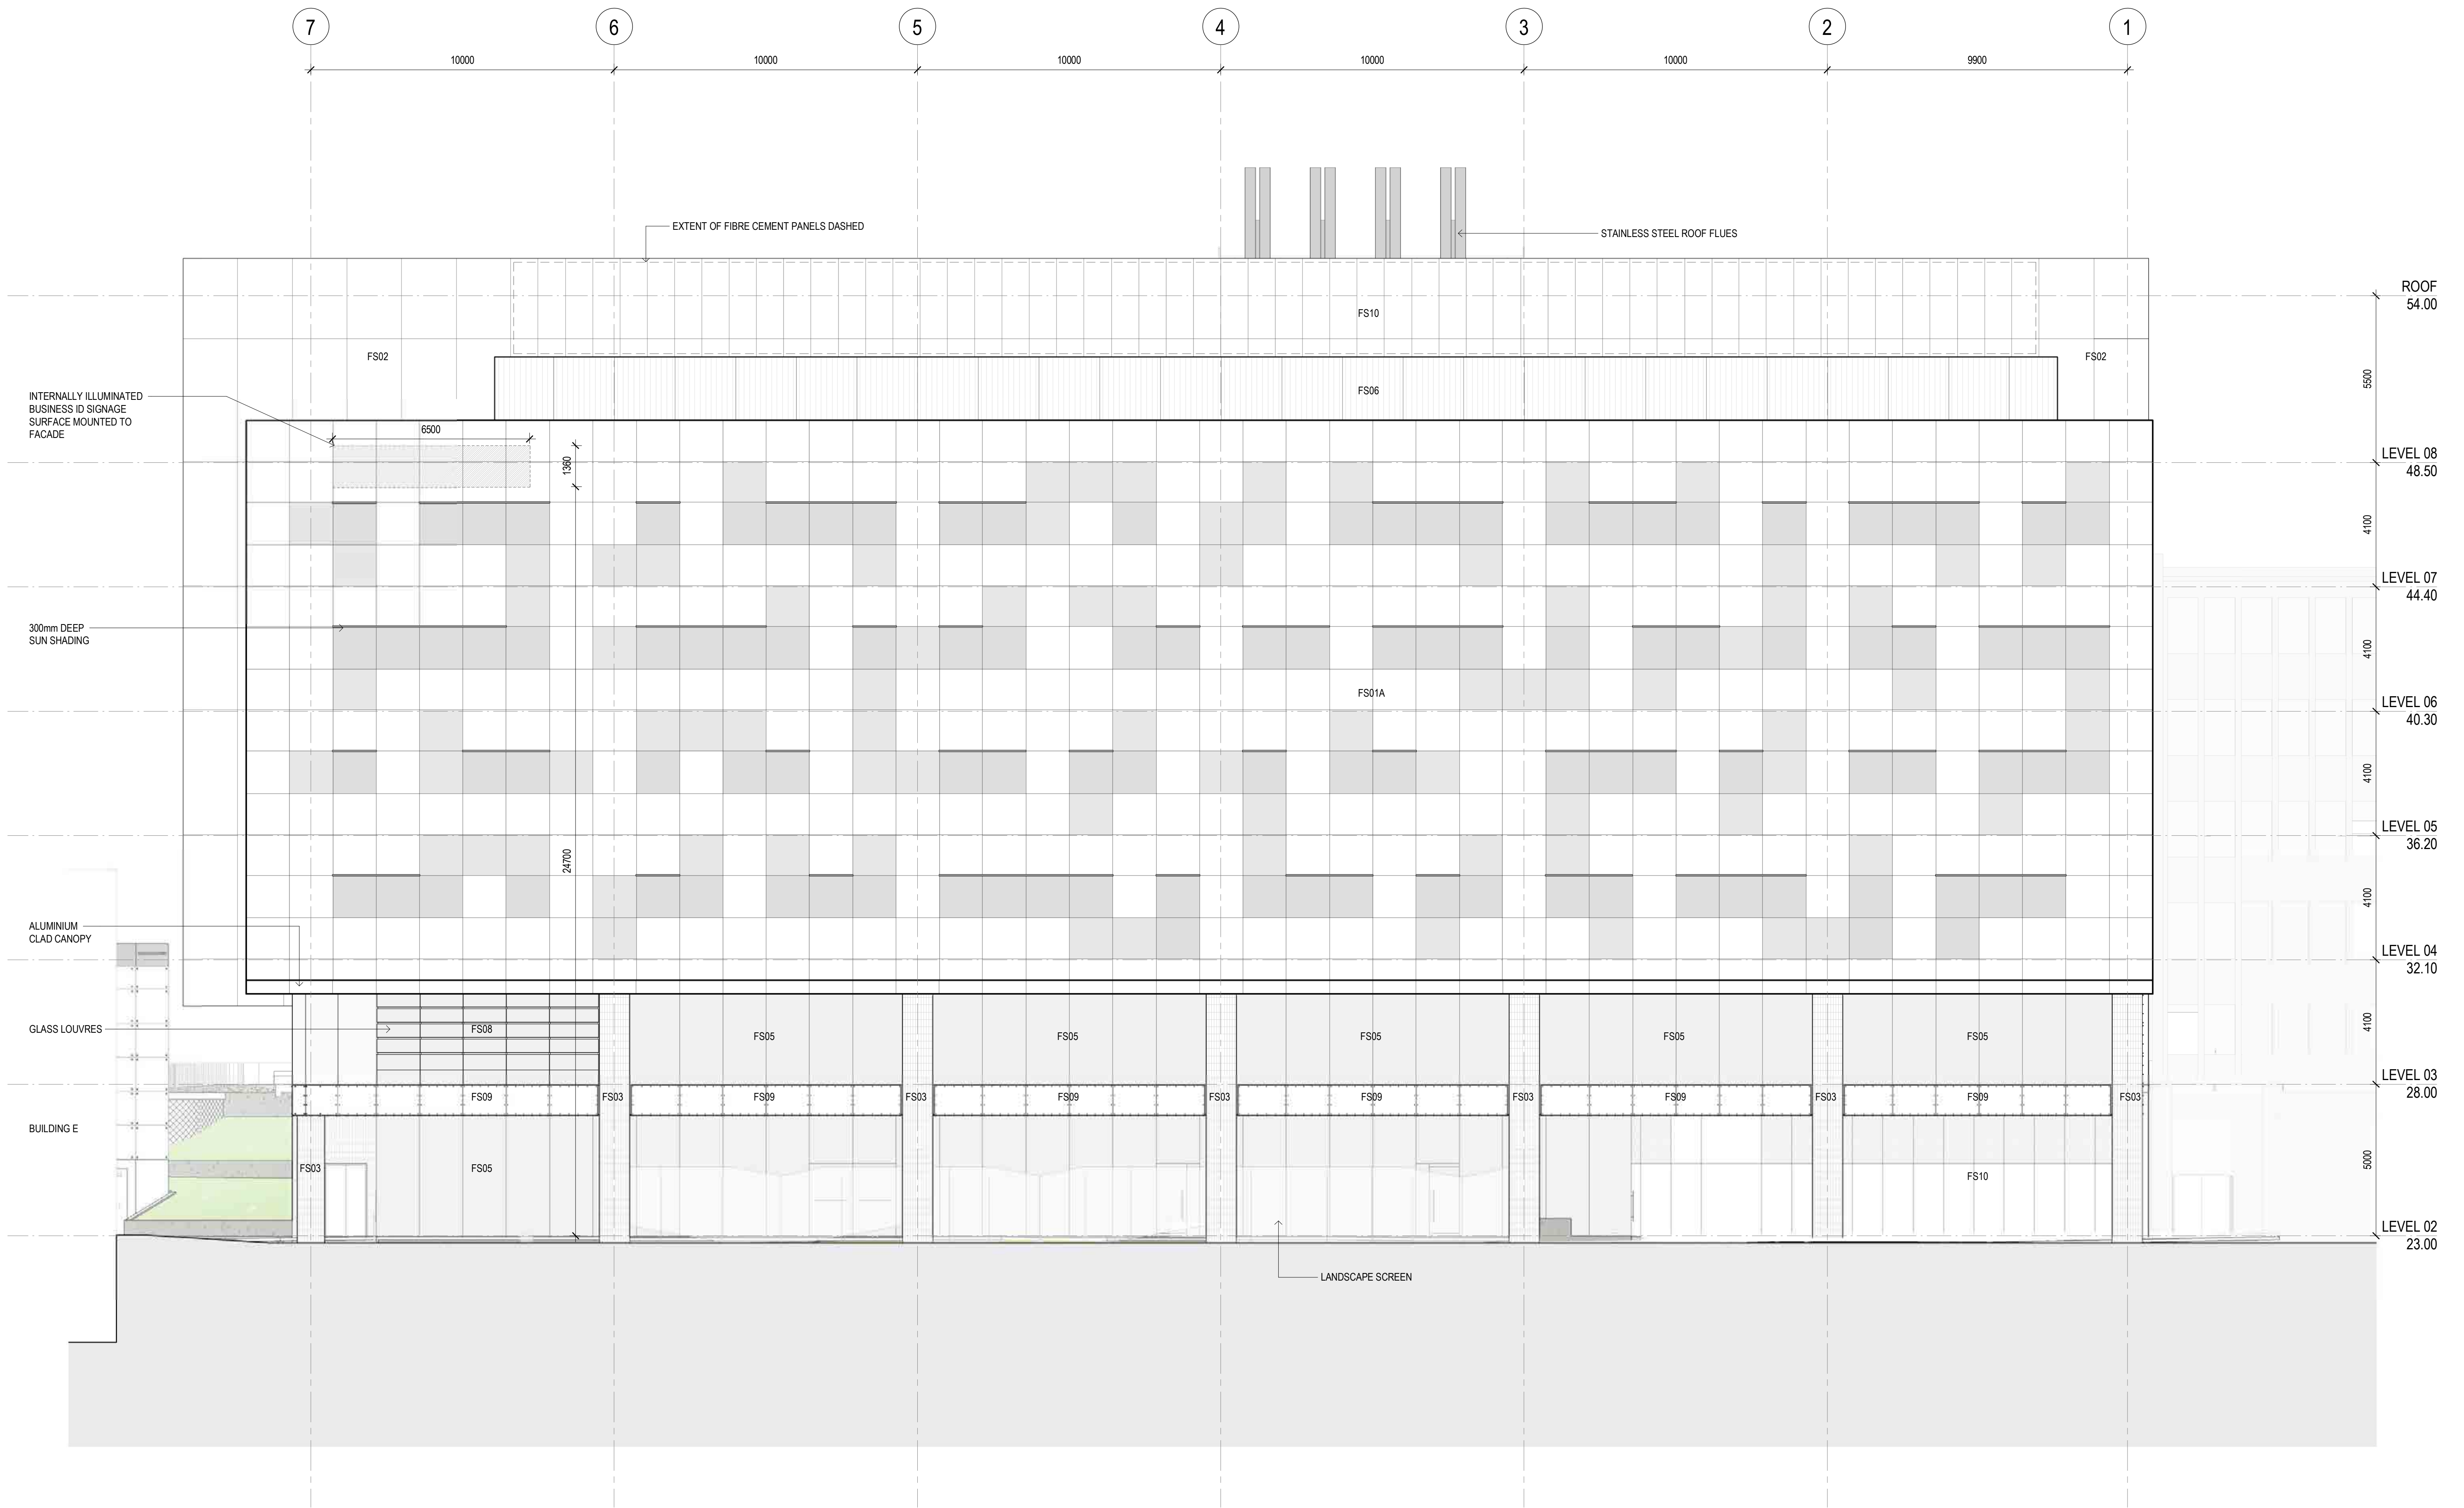 7 6 5 4 3 2 1
10000 10000 10000 10000 10000 9900
EXTENT OF FIBRE CEMENT PANELS DASHED
STAINLESS STEEL ROOF FLUES
ROOF
54.00
FS10
FS02
FS02
5500
FS06
INTERNALLY ILLUMINATED
BUSINESS ID SIGNAGE
SURFACE MOUNTED TO
FACADE
6500
1360
LEVEL 08
48.50
4100
LEVEL 07
44.40
300mm DEEP
SUN SHADING
4100
FS01A
LEVEL 06
40.30
4100
LEVEL 05
36.20
24700
4100
ALUMINIUM
CLAD CANOPY
LEVEL 04
32.10
GLASS LOUVRES
FS08 FS05 FS05 FS05 FS05 FS05
4100
LEVEL 03
28.00
FS09 FS03 FS09 FS03 FS09 FS03 FS09 FS03 FS09 FS03 FS09 FS03
BUILDING E
FS03 FS05 FS10
5000
LEVEL 02
23.00
LANDSCAPE SCREEN